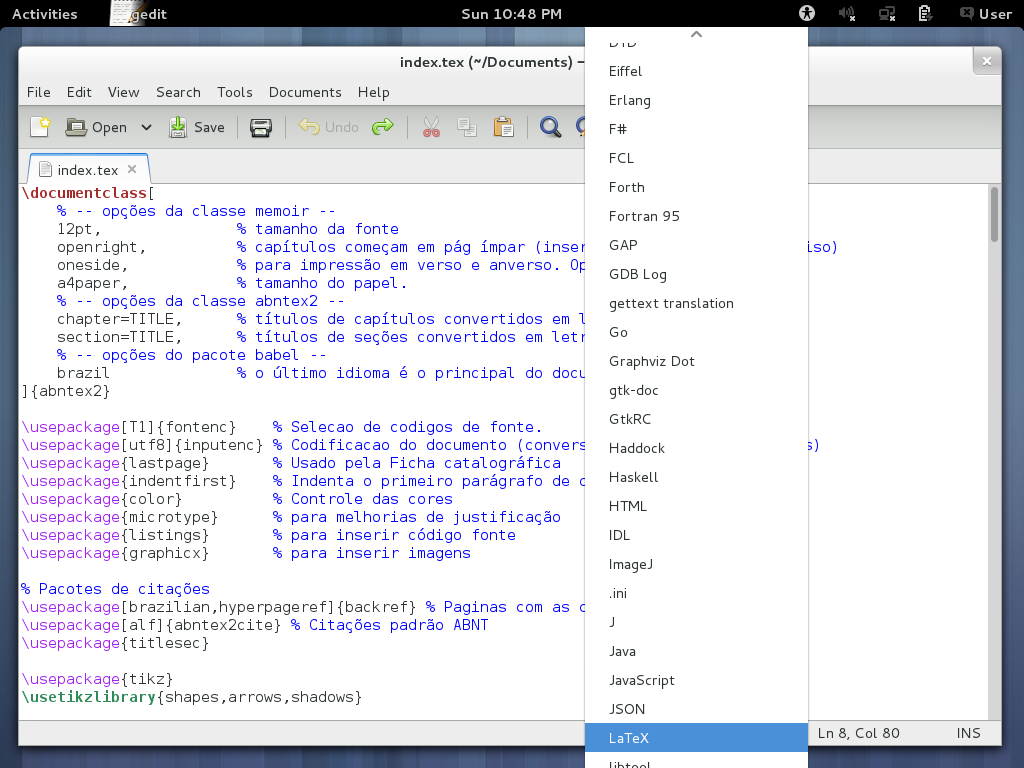 Activities gedit Sun 10:48 PM User
index.tex (~/Documents) –
File Edit View Search Tools Documents Help
Open Save Undo
index.tex
\documentclass[
% -- opções da classe memoir --
12pt, % tamanho da fonte
openright, % capítulos começam em pág ímpar (inser iso)
oneside, % para impressão em verso e anverso. Op
a4paper, % tamanho do papel.
% -- opções da classe abntex2 --
chapter=TITLE, % títulos de capítulos convertidos em l
section=TITLE, % títulos de seções convertidos em letr
% -- opções do pacote babel --
brazil % o último idioma é o principal do docu
]{abntex2}
\usepackage[T1]{fontenc} % Selecao de codigos de fonte.
\usepackage[utf8]{inputenc} % Codificacao do documento (convers s)
\usepackage{lastpage} % Usado pela Ficha catalográfica
\usepackage{indentfirst} % Indenta o primeiro parágrafo de c
\usepackage{color} % Controle das cores
\usepackage{microtype} % para melhorias de justificação
\usepackage{listings} % para inserir código fonte
\usepackage{graphicx} % para inserir imagens
% Pacotes de citações
\usepackage[brazilian,hyperpageref]{backref} % Paginas com as c
\usepackage[alf]{abntex2cite} % Citações padrão ABNT
\usepackage{titlesec}
\usepackage{tikz}
\usetikzlibrary{shapes,arrows,shadows}
DTD
Eiffel
Erlang
F#
FCL
Forth
Fortran 95
GAP
GDB Log
gettext translation
Go
Graphviz Dot
gtk-doc
GtkRC
Haddock
Haskell
HTML
IDL
ImageJ
.ini
J
Java
JavaScript
JSON
LaTeX
libtool
Ln 8, Col 80 INS